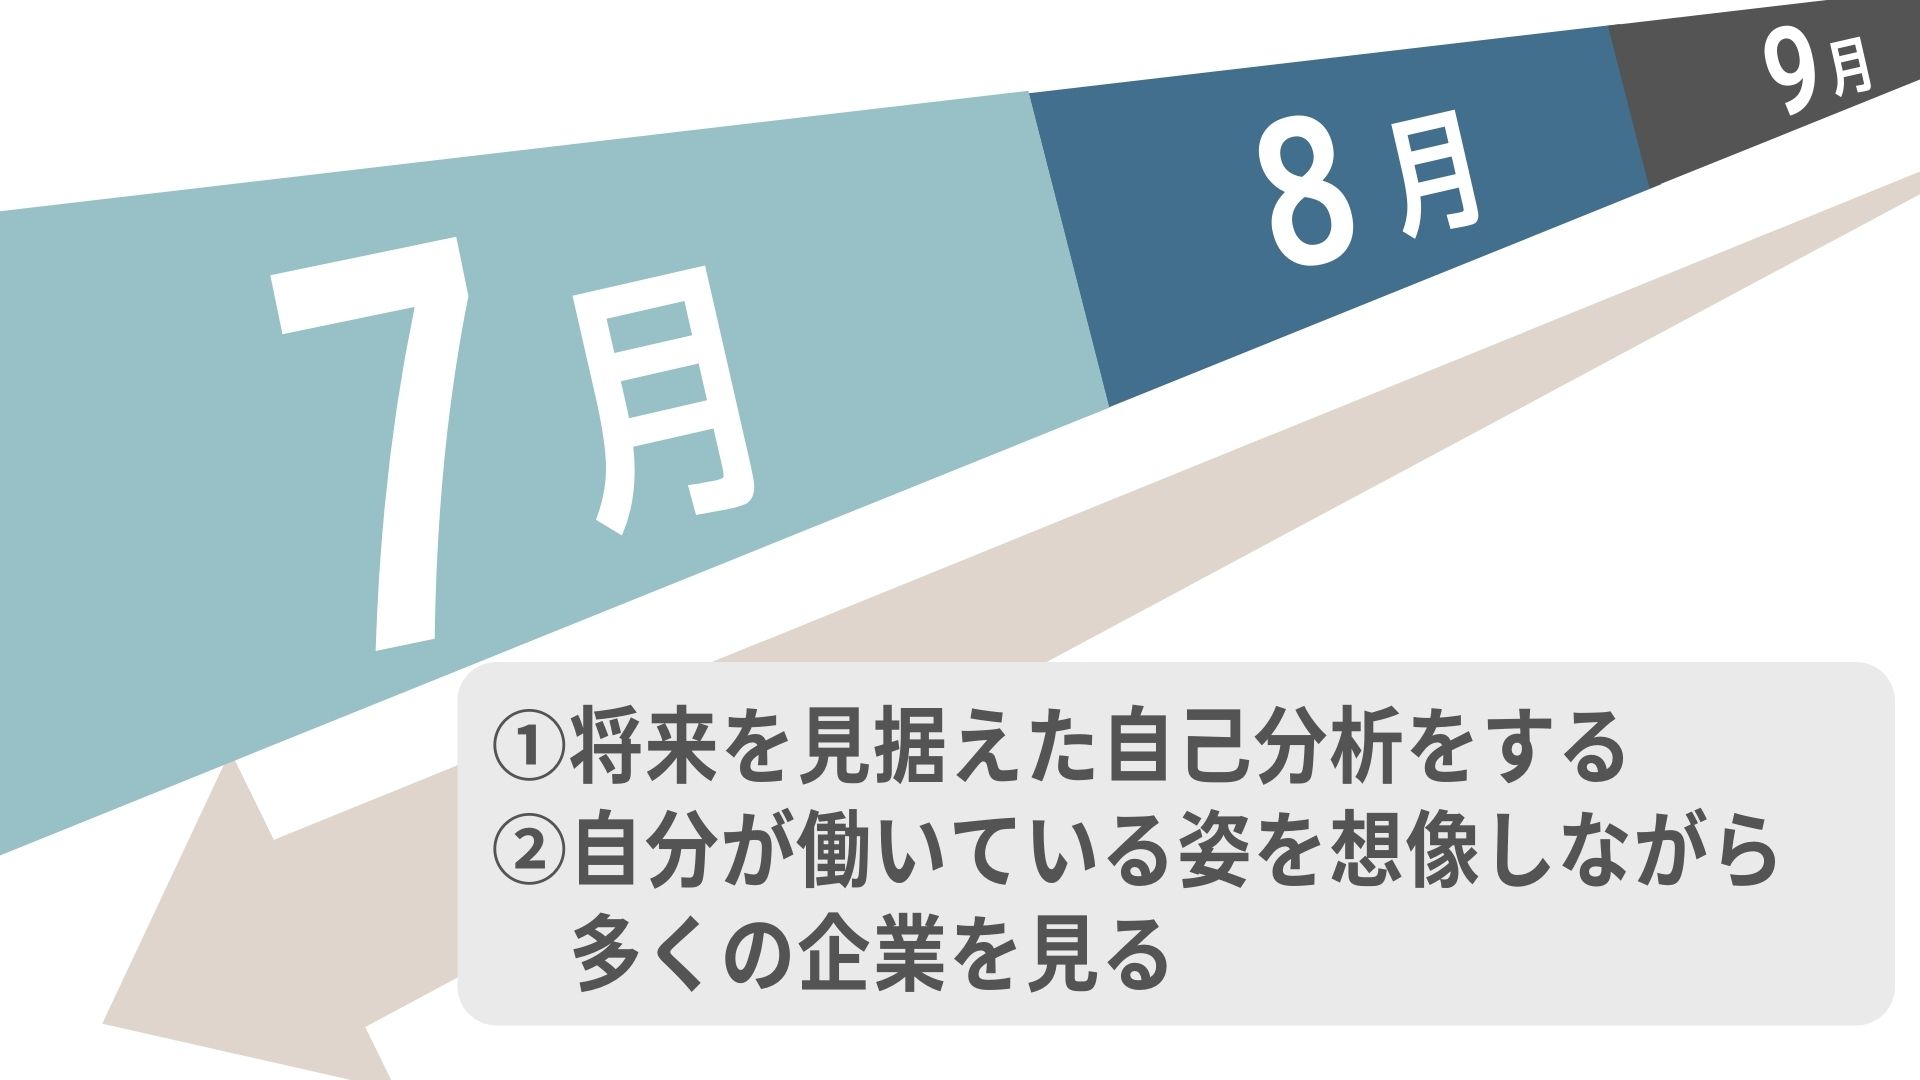 7月
8月
9月
①将来を見据えた自己分析をする
②自分が働いている姿を想像しながら
多くの企業を見る